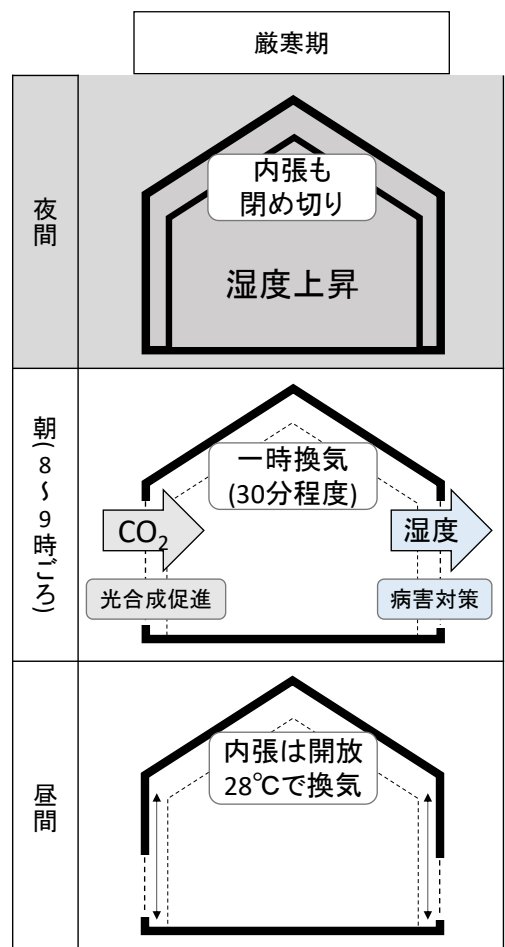 厳寒期
夜間
内張も
閉め切り
湿度上昇
朝(8～9時ごろ)
一時換気
(30分程度)
CO₂
湿度
光合成促進
病害対策
昼間
内張は開放
28℃で換気